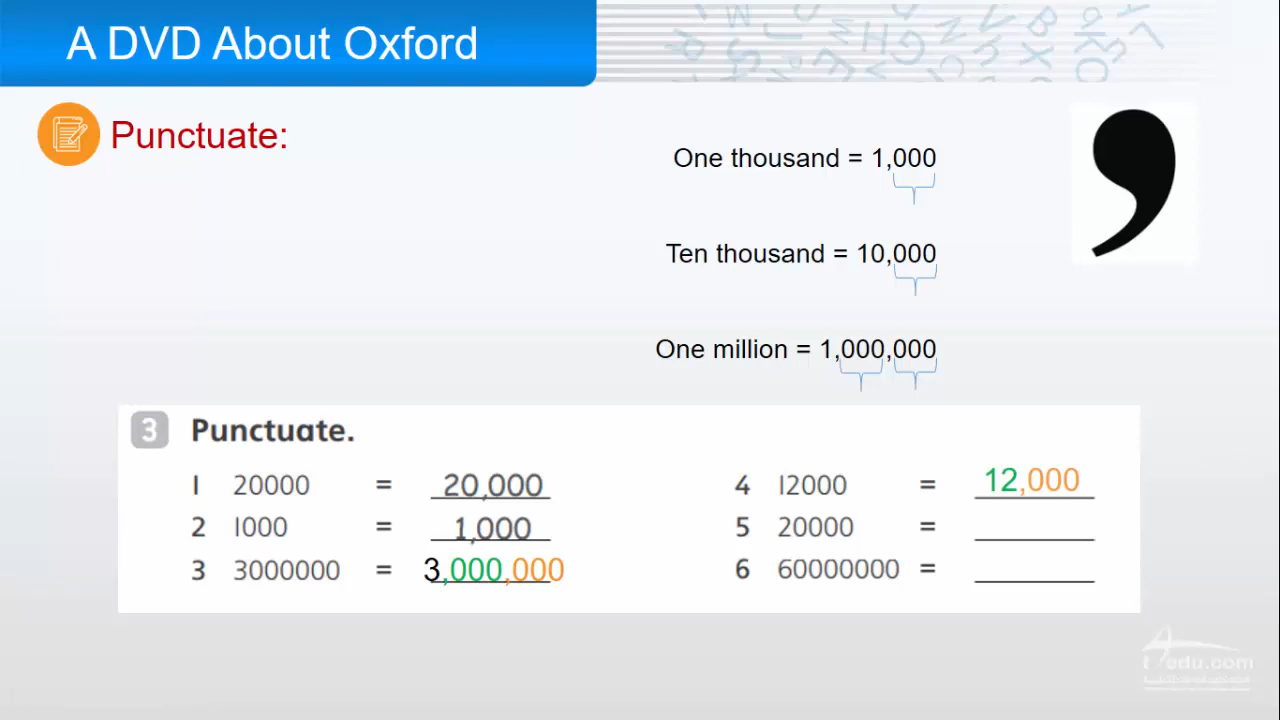 A DVD About Oxford
Punctuate:
One thousand = 1,000
Ten thousand = 10,000
One million = 1,000,000
3 Punctuate.
1 20000 = 20,000
2 1000 = 1,000
3 3000000 = 3,000,000
4 12000 = 12,000
5 20000 =
6 60000000 =